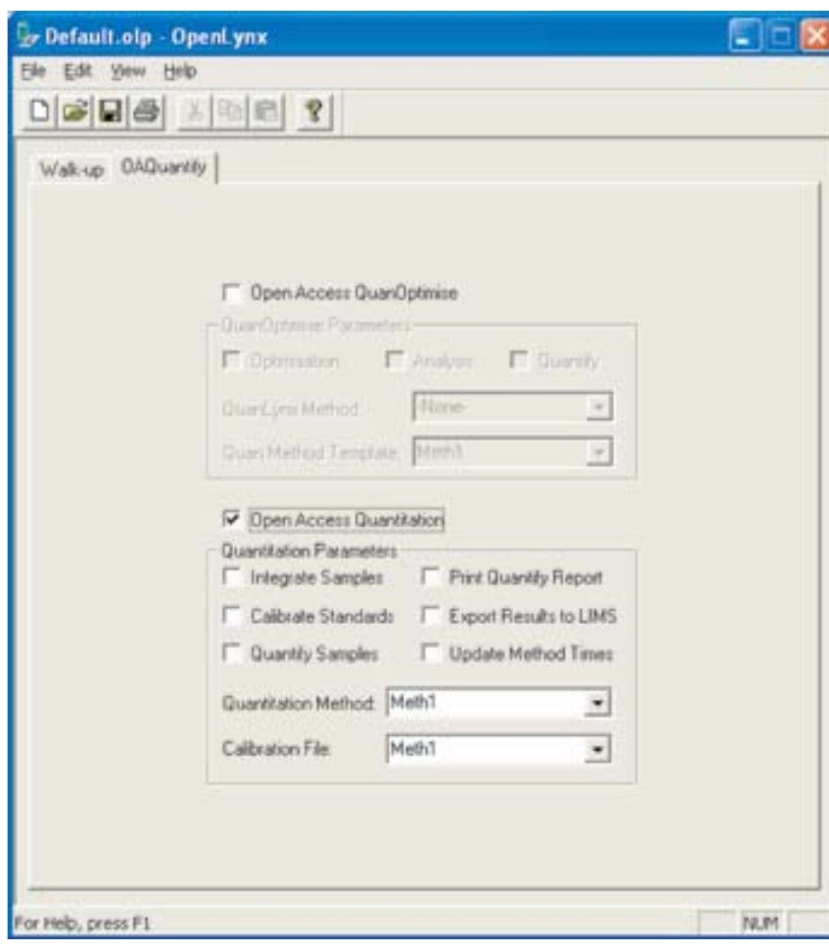 Default.olp - OpenLynx
File Edit View Help
Walk-up OAQuantify
Open Access QuanOptimise
QuanOptimise Parameters
Optimisation Analysis Quantify
QuanLynx Method -None-
Quan Method Template: Meth1
Open Access Quantitation
Quantitation Parameters
Integrate Samples Print Quantify Report
Calibrate Standards Export Results to LIMS
Quantify Samples Update Method Times
Quantitation Method: Meth1
Calibration File: Meth1
For Help, press F1 NUM